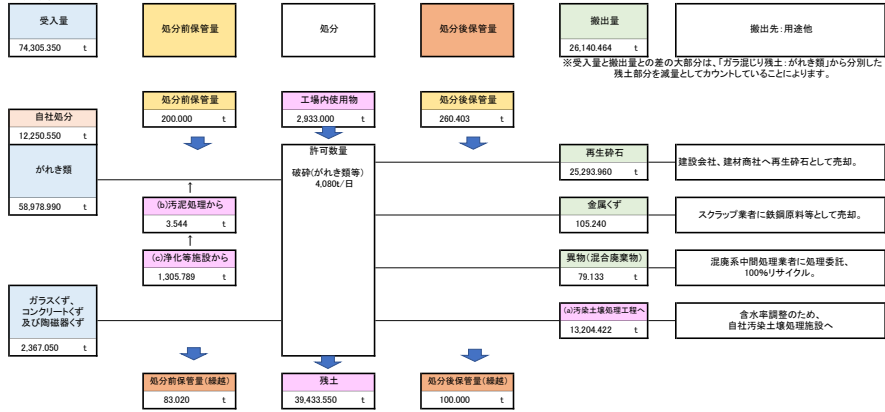 受入量
74,305.350 t
処分前保管量
処分
処分後保管量
搬出量
26,140.464 t
搬出先:用途他
※受入量と搬出量との差の大部分は、「ガラ混じり残土:がれき類」から分別した
残土部分を減量としてカウントしていることによります。
処分前保管量
200.000 t
工場内使用物
2,933.000 t
処分後保管量
260.403 t
自社処分
12,250.550 t
がれき類
58,978.990 t
許可数量
破砕(がれき類等)
4,080t/日
再生砕石
25,293.960 t
建設会社、建材商社へ再生砕石として売却。
↑
(b)汚泥処理から
3.544 t
金属くず
105.240 t
スクラップ業者に鉄鋼原料等として売却。
↑
(c)浄化等施設から
1,305.789 t
異物(混合廃棄物)
79.133 t
混廃系中間処理業者に処理委託、
100%リサイクル。
ガラスくず、
コンクリートくず
及び陶磁器くず
2,367.050 t
(a)汚染土壌処理工程へ
13,204.422 t
含水率調整のため、
自社汚染土壌処理施設へ
処分前保管量(繰越)
83.020 t
残土
39,433.550 t
処分後保管量(繰越)
100.000 t